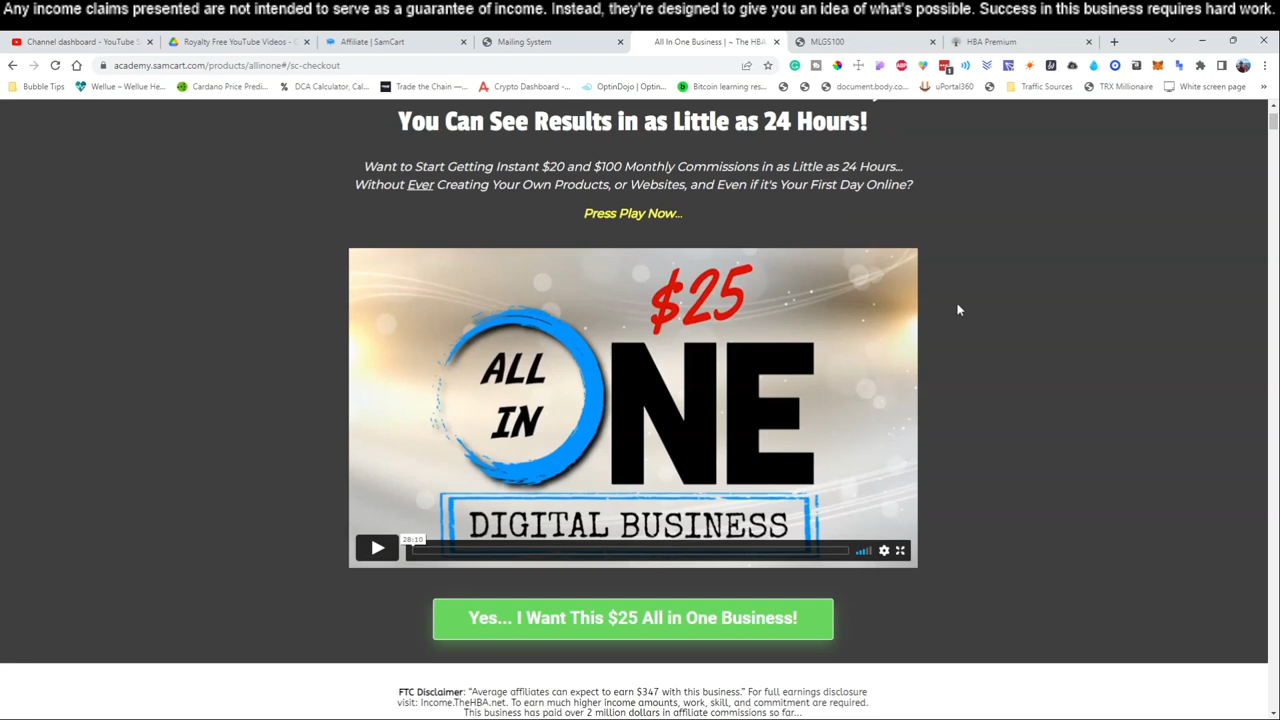 Any income claims presented are not intended to serve as a guarantee of income. Instead, they're designed to give you an idea of what's possible. Success in this business requires hard work.
Channel dashboard - YouTube S
Royalty Free YouTube Videos -
Affiliate | SamCart
Mailing System
All In One Business | – The HBA
MLGS100
HBA Premium
academy.samcart.com/products/allinone#/sc-checkout
Bubble Tips
Wellue — Wellue He...
Cardano Price Predi...
DCA Calculator, Cal...
Trade the Chain —...
Crypto Dashboard -...
OptinDojo | Optin...
Bitcoin learning res...
document.body.co...
uPortal360
Traffic Sources
TRX Millionaire
White screen page
You Can See Results in as Little as 24 Hours!
Want to Start Getting Instant $20 and $100 Monthly Commissions in as Little as 24 Hours...
Without Ever Creating Your Own Products, or Websites, and Even if it's Your First Day Online?
Press Play Now...
$25
ALL
IN
ONE
DIGITAL BUSINESS
28:10
Yes... I Want This $25 All in One Business!
FTC Disclaimer: “Average affiliates can expect to earn $347 with this business.” For full earnings disclosure
visit: Income.TheHBA.net. To earn much higher income amounts, work, skill, and commitment are required.
This business has paid over 2 million dollars in affiliate commissions so far...